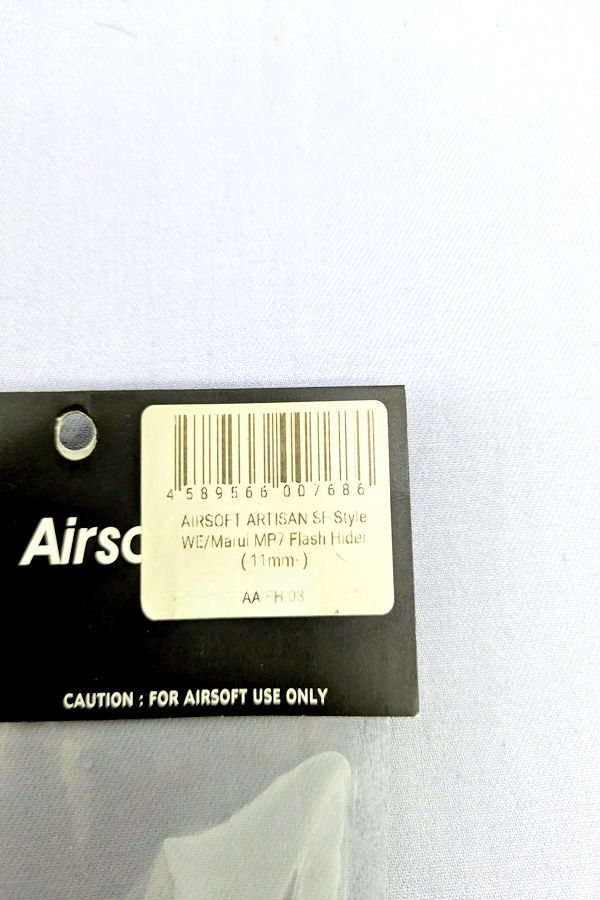 4 589566 007686
AIRSOFT ARTISAN SF Style
WE/Marui MP7 Flash Hider
( 11mm- )
AA-FH-03
Airso
CAUTION : FOR AIRSOFT USE ONLY